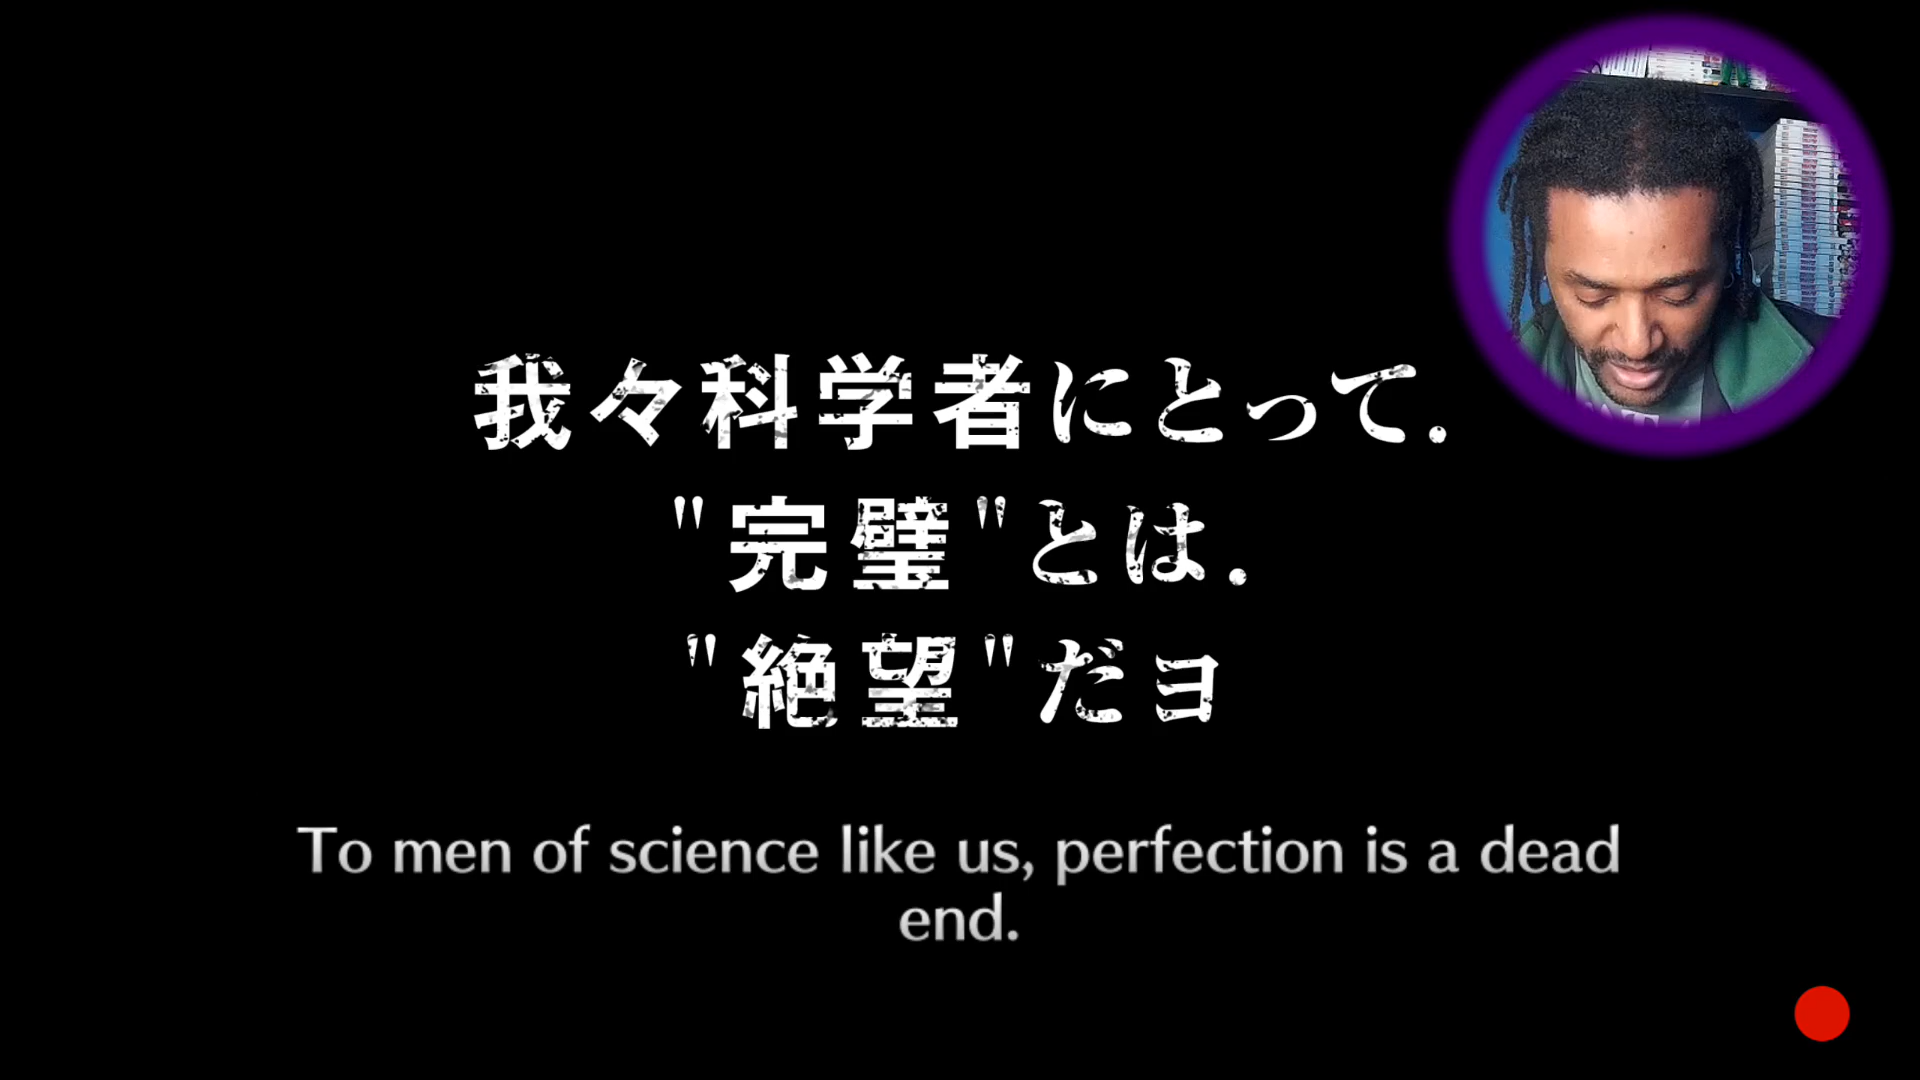 我々科学者にとって.
"完璧"とは.
"絶望"だヨ
To men of science like us, perfection is a dead
end.